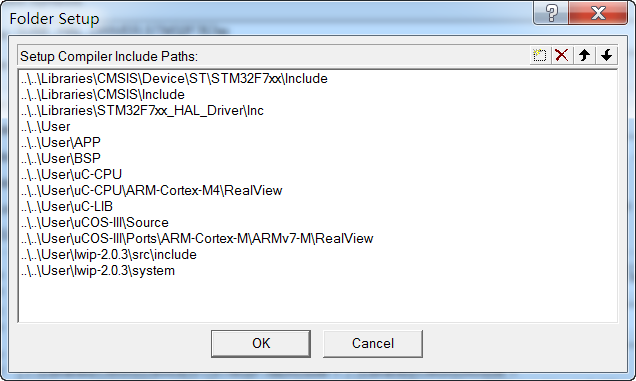 Folder Setup
Setup Compiler Include Paths:
..\..\Libraries\CMSIS\Device\ST\STM32F7xx\Include
..\..\Libraries\CMSIS\Include
..\..\Libraries\STM32F7xx_HAL_Driver\Inc
..\..\User
..\..\User\APP
..\..\User\BSP
..\..\User\uC-CPU
..\..\User\uC-CPU\ARM-Cortex-M4\RealView
..\..\User\uC-LIB
..\..\User\uCOS-III\Source
..\..\User\uCOS-III\Ports\ARM-Cortex-M\ARMv7-M\RealView
..\..\User\lwip-2.0.3\src\include
..\..\User\lwip-2.0.3\system
OK Cancel